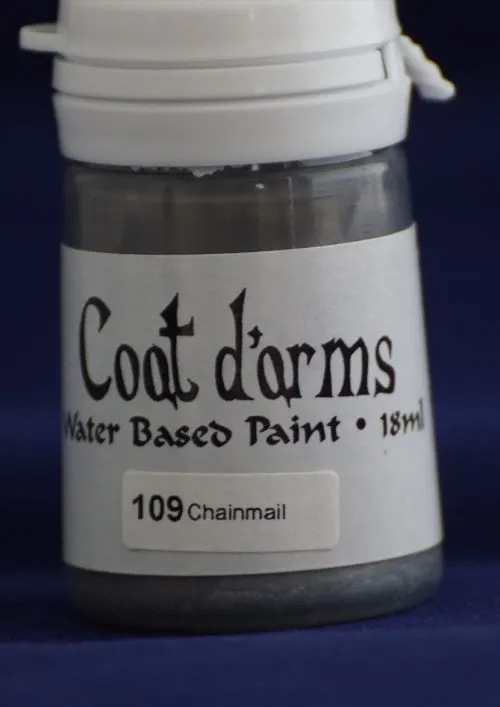 Coat d'arms
Water Based Paint • 18ml
109 Chainmail